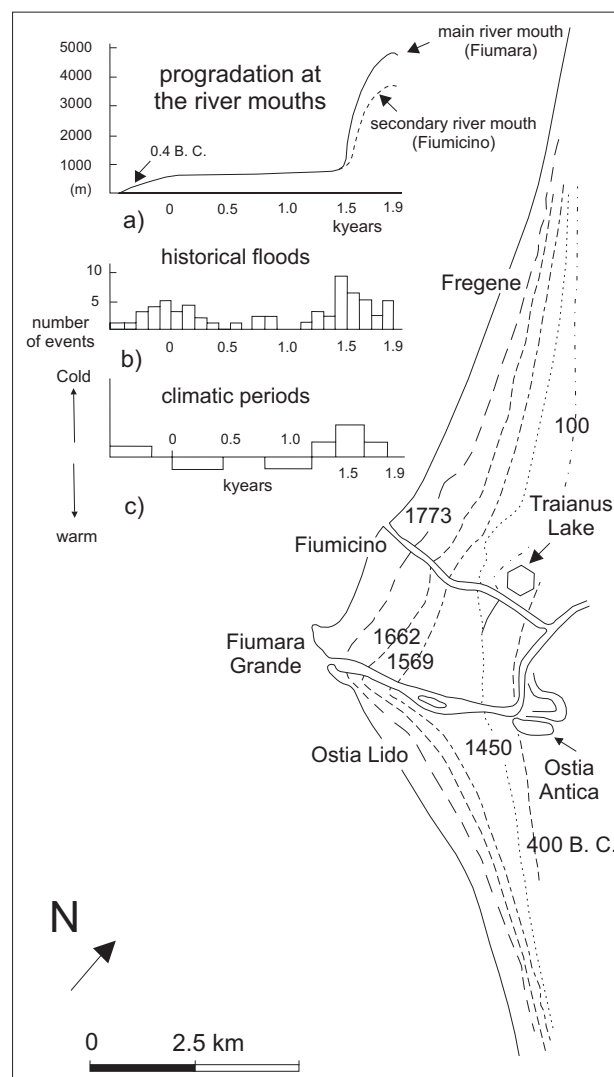 5000
4000
3000
2000
1000
(m)
progradation at
the river mouths
main river mouth
(Fiumara)
secondary river mouth
(Fiumicino)
0.4 B. C.
0 0.5 1.0 1.5 1.9
kyears
a)
historical floods
10
5
number
of events
0 0.5 1.0 1.5 1.9
b)
Cold
climatic periods
0 0.5 1.0
1.5 1.9
kyears
c)
warm
Fregene
100
1773
Traianus
Lake
Fiumicino
1662
1569
Fiumara
Grande
1450
Ostia Lido
Ostia
Antica
400 B. C.
N
0 2.5 km